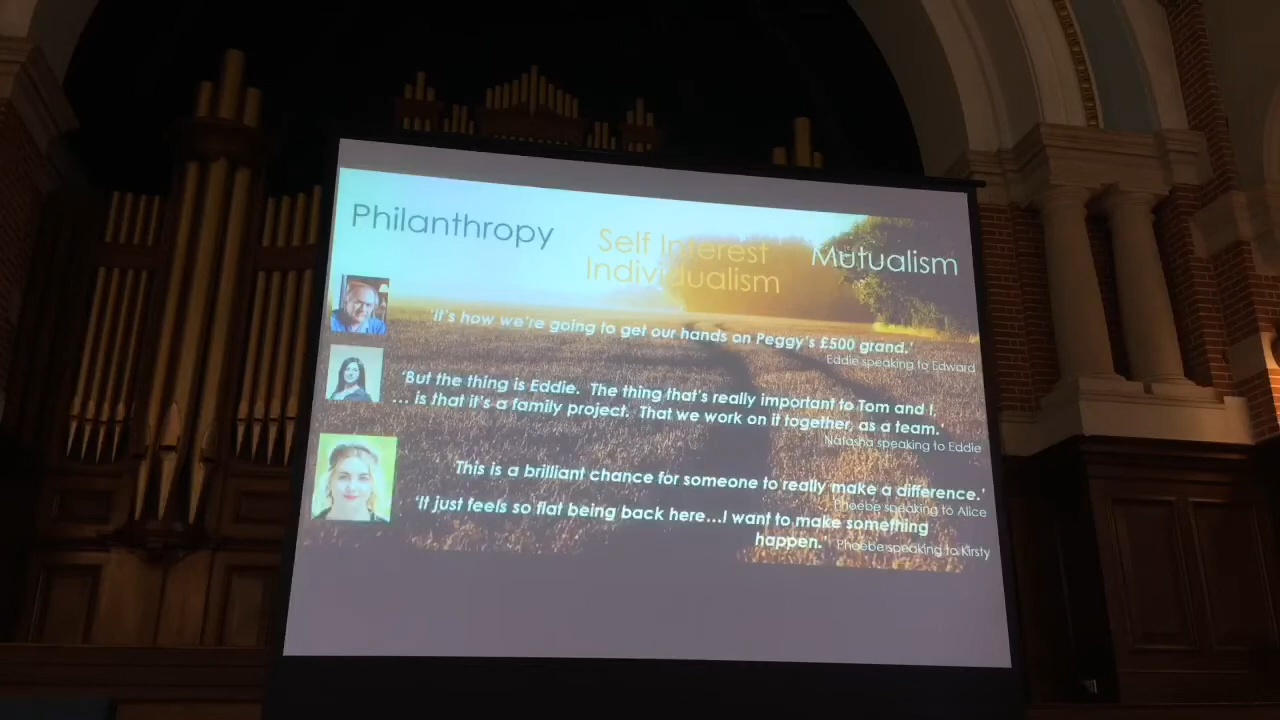 Philanthropy
Self Interest
Individualism
Mutualism
'It's how we're going to get our hands on Peggy's £500 grand.'
Eddie speaking to Edward
'But the thing is Eddie. The thing that's really important to Tom and I,
... is that it's a family project. That we work on it together, as a team.'
Natasha speaking to Eddie
This is a brilliant chance for someone to really make a difference.'
Phoebe speaking to Alice
'It just feels so flat being back here...I want to make something
happen.' Phoebe speaking to Kirsty